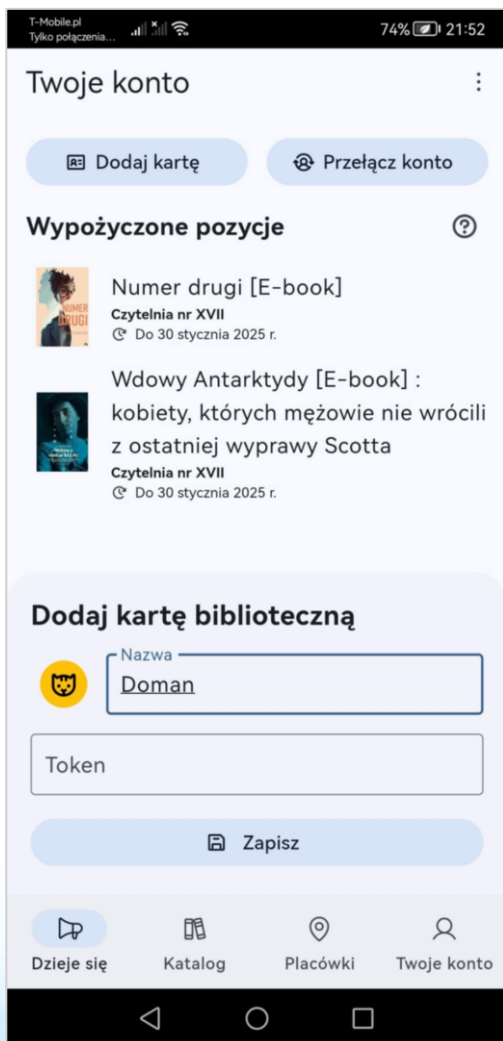 T-Mobile.pl
Tylko połączenia...
74% 21:52
Twoje konto
Dodaj kartę
Przełącz konto
Wypożyczone pozycje
NUMER
DRUGI
Numer drugi [E-book]
Czytelnia nr XVII
Do 30 stycznia 2025 r.
Wdowy Antarktydy [E-book] :
kobiety, których mężowie nie wrócili
z ostatniej wyprawy Scotta
Czytelnia nr XVII
Do 30 stycznia 2025 r.
Dodaj kartę biblioteczną
Nazwa
Doman
Token
Zapisz
Dzieje się
Katalog
Placówki
Twoje konto